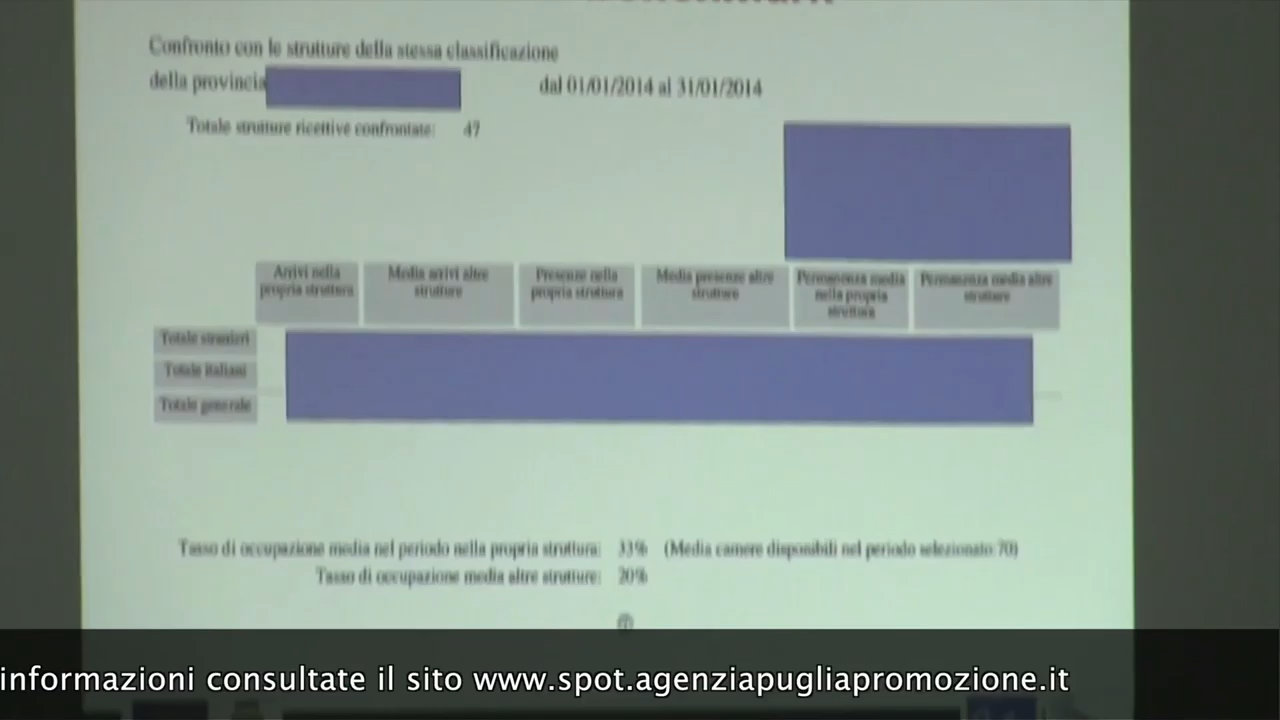 Confronto con le strutture della stessa classificazione
della provincia
dal 01/01/2014 al 31/01/2014
Totale strutture ricettive confrontate: 47
Arrivi nella propria struttura
Media arrivi altre strutture
Presenze nella propria struttura
Media presenze altre strutture
Permanenza media nella propria struttura
Permanenza media altre strutture
Totale stranieri
Totale italiani
Totale generale
Tasso di occupazione media nel periodo nella propria struttura: 33% (Media camere disponibili nel periodo selezionato 70)
Tasso di occupazione media altre strutture: 20%
informazioni consultate il sito www.spot.agenziapugliapromozione.it